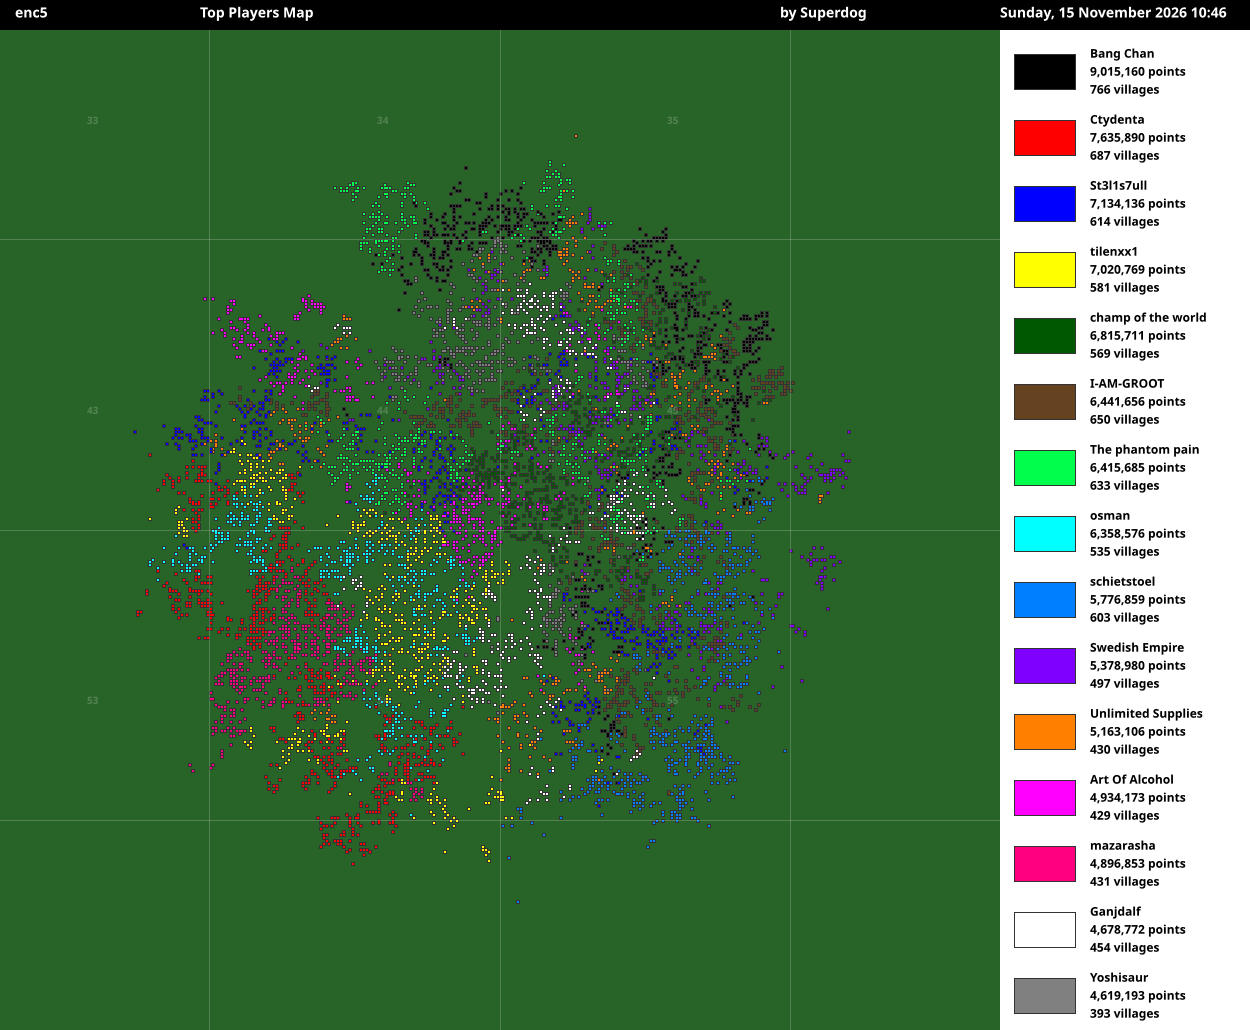 enc5 Top Players Map by Superdog Sunday, 15 November 2026 10:46
33 34 35
43 44 45
53 55
Bang Chan
9,015,160 points
766 villages
Ctydenta
7,635,890 points
687 villages
St3l1s7ull
7,134,136 points
614 villages
tilenxx1
7,020,769 points
581 villages
champ of the world
6,815,711 points
569 villages
I-AM-GROOT
6,441,656 points
650 villages
The phantom pain
6,415,685 points
633 villages
osman
6,358,576 points
535 villages
schietstoel
5,776,859 points
603 villages
Swedish Empire
5,378,980 points
497 villages
Unlimited Supplies
5,163,106 points
430 villages
Art Of Alcohol
4,934,173 points
429 villages
mazarasha
4,896,853 points
431 villages
Ganjdalf
4,678,772 points
454 villages
Yoshisaur
4,619,193 points
393 villages